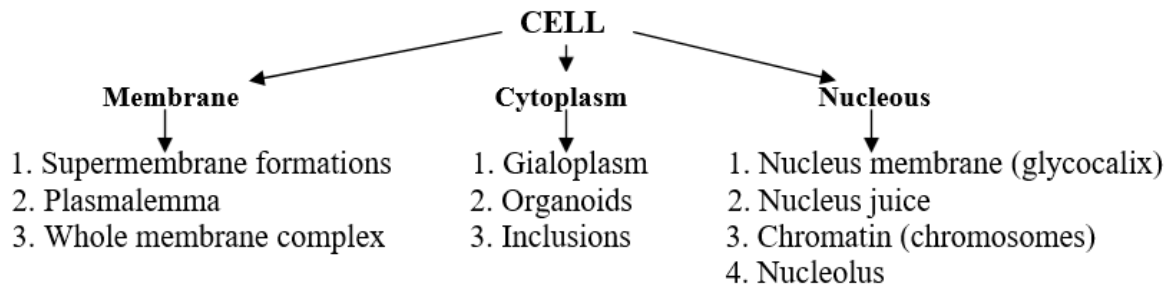 CELL
Membrane
1. Supermembrane formations
2. Plasmalemma
3. Whole membrane complex
Cytoplasm
1. Gialoplasm
2. Organoids
3. Inclusions
Nucleous
1. Nucleus membrane (glycocalix)
2. Nucleus juice
3. Chromatin (chromosomes)
4. Nucleolus